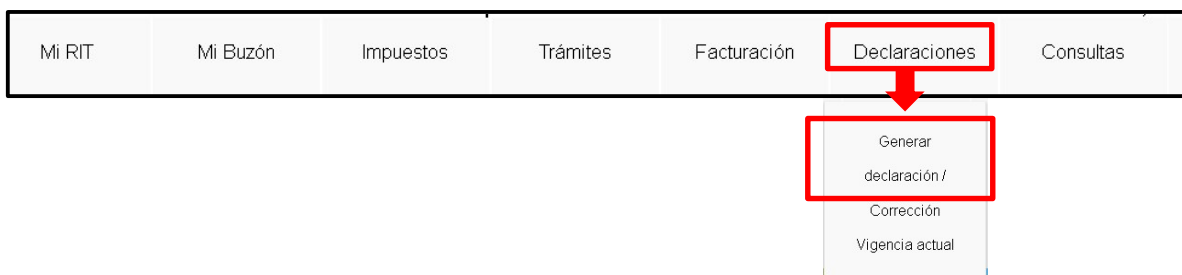 Mi RIT Mi Buzón Impuestos Trámites Facturación Declaraciones Consultas
Generar
declaración /
Corrección
Vigencia actual